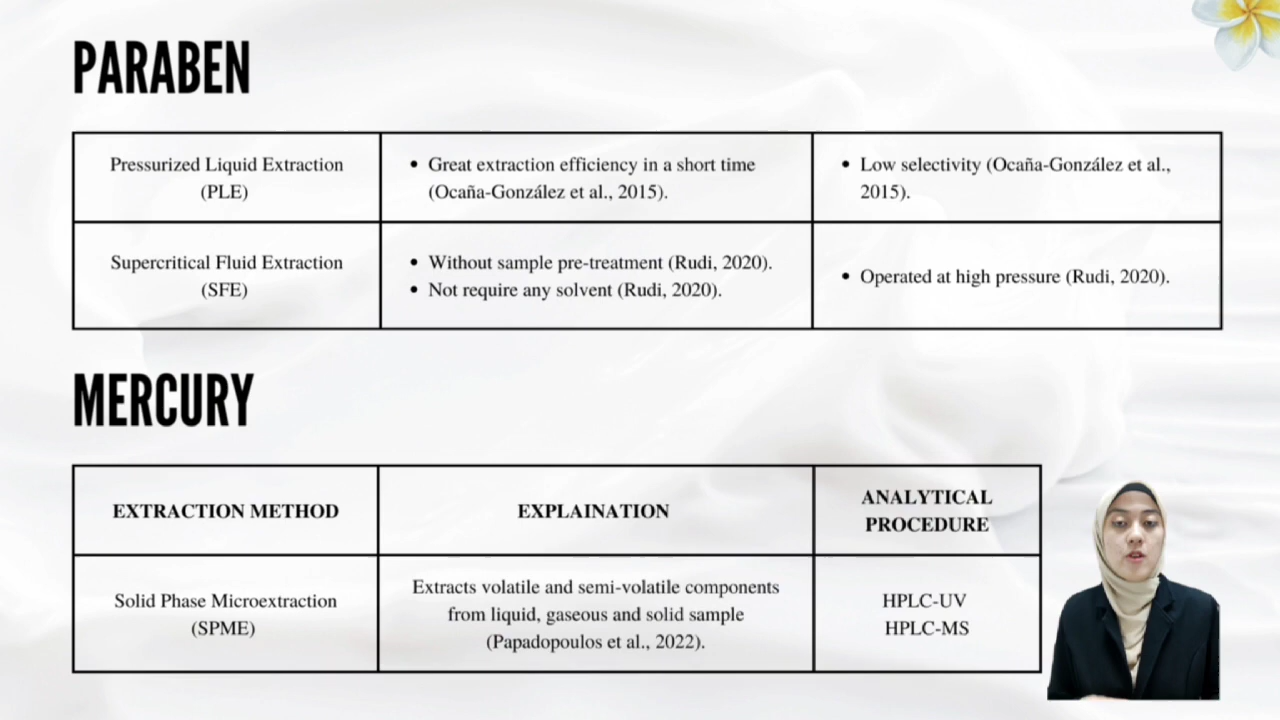 PARABEN
Pressurized Liquid Extraction
(PLE)
• Great extraction efficiency in a short time
(Ocaña-González et al., 2015).
• Low selectivity (Ocaña-González et al.,
2015).
Supercritical Fluid Extraction
(SFE)
• Without sample pre-treatment (Rudi, 2020).
• Not require any solvent (Rudi, 2020).
• Operated at high pressure (Rudi, 2020).
MERCURY
EXTRACTION METHOD
EXPLAINATION
ANALYTICAL
PROCEDURE
Solid Phase Microextraction
(SPME)
Extracts volatile and semi-volatile components
from liquid, gaseous and solid sample
(Papadopoulos et al., 2022).
HPLC-UV
HPLC-MS